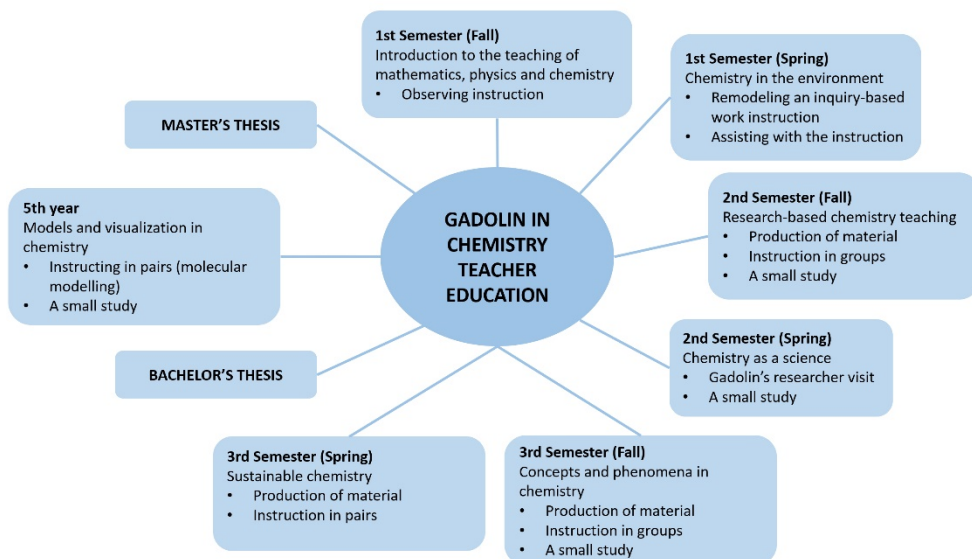 1st Semester (Fall)
Introduction to the teaching of
mathematics, physics and chemistry
• Observing instruction
1st Semester (Spring)
Chemistry in the environment
• Remodeling an inquiry-based
work instruction
• Assisting with the instruction
MASTER'S THESIS
2nd Semester (Fall)
Research-based chemistry teaching
• Production of material
• Instruction in groups
• A small study
5th year
Models and visualization in
chemistry
• Instructing in pairs (molecular
modelling)
• A small study
GADOLIN IN
CHEMISTRY
TEACHER
EDUCATION
2nd Semester (Spring)
Chemistry as a science
• Gadolin's researcher visit
• A small study
BACHELOR'S THESIS
3rd Semester (Spring)
Sustainable chemistry
• Production of material
• Instruction in pairs
3rd Semester (Fall)
Concepts and phenomena in
chemistry
• Production of material
• Instruction in groups
• A small study